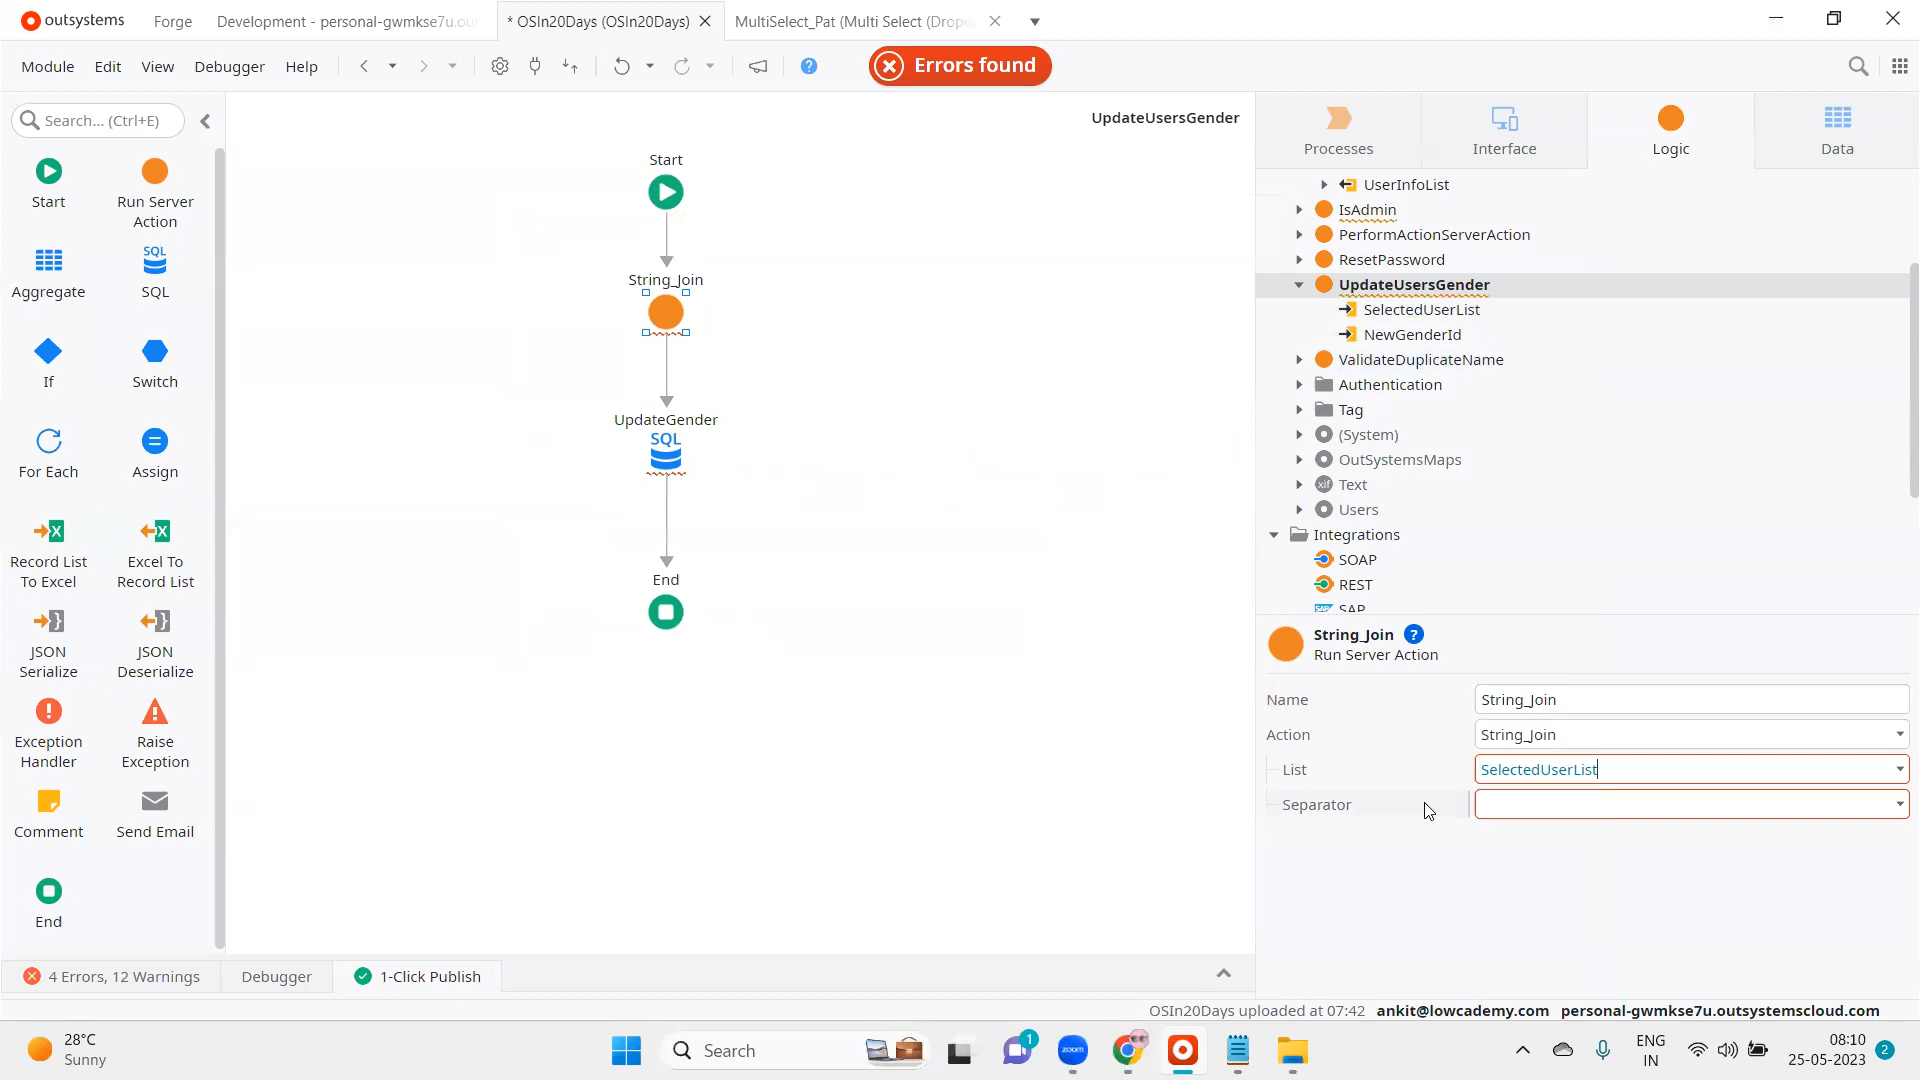 outsystems
Forge
Development - personal-gwmkse7u.ou
* OSIn20Days (OSIn20Days)
MultiSelect_Pat (Multi Select (Drop
Module
Edit
View
Debugger
Help
Errors found
Search... (Ctrl+E)
Start
Run Server
Action
Aggregate
SQL
SQL
If
Switch
For Each
Assign
Record List
To Excel
Excel To
Record List
JSON
Serialize
JSON
Deserialize
Exception
Handler
Raise
Exception
Comment
Send Email
End
UpdateUsersGender
Start
String_Join
UpdateGender
SQL
End
Processes
Interface
Logic
Data
UserInfoList
IsAdmin
PerformActionServerAction
ResetPassword
UpdateUsersGender
SelectedUserList
NewGenderId
ValidateDuplicateName
Authentication
Tag
(System)
OutSystemsMaps
xif Text
Users
Integrations
SOAP
REST
SAP SAP
String_Join ?
Run Server Action
Name String_Join
Action String_Join
List SelectedUserList
Separator
4 Errors, 12 Warnings
Debugger
1-Click Publish
OSIn20Days uploaded at 07:42 ankit@lowcademy.com personal-gwmkse7u.outsystemscloud.com
28°C
Sunny
Search
1
zoom
ENG
IN
08:10
25-05-2023
2